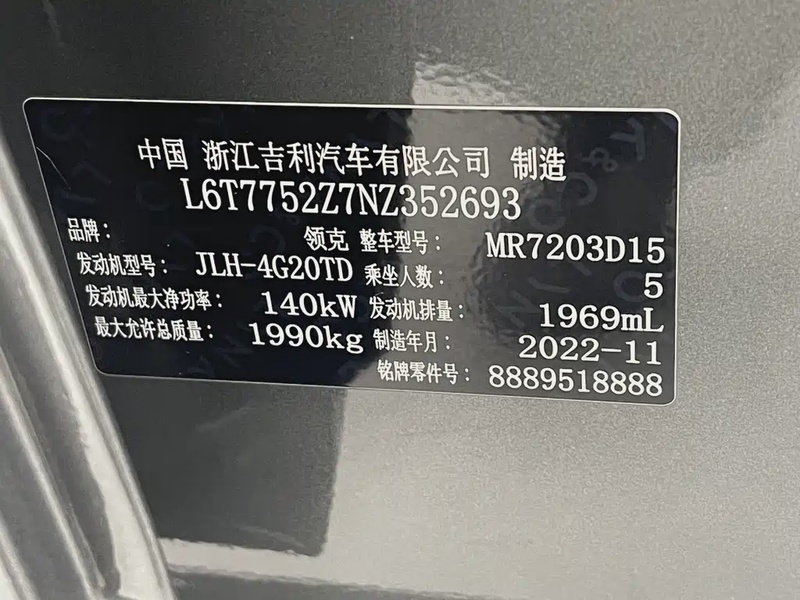 中国 浙江吉利汽车有限公司 制造
L6T7752Z7NZ352693
品牌： 领克 整车型号： MR7203D15
发动机型号： JLH-4G20TD 乘坐人数： 5
发动机最大净功率： 140kW 发动机排量： 1969mL
最大允许总质量： 1990kg 制造年月： 2022-11
铭牌零件号： 8889518888